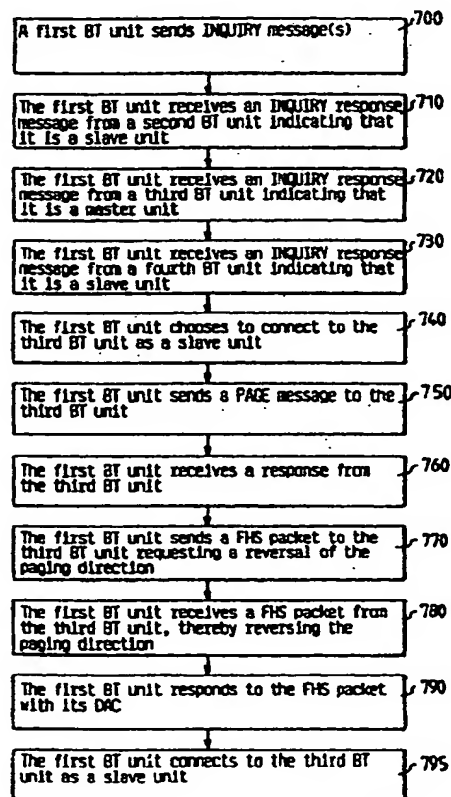 700
A first BT unit sends INQUIRY message(s)
710
The first BT unit receives an INQUIRY response
message from a second BT unit indicating that
it is a slave unit
720
The first BT unit receives an INQUIRY response
message from a third BT unit indicating that
it is a master unit
730
The first BT unit receives an INQUIRY response
message from a fourth BT unit indicating that
it is a slave unit
740
The first BT unit chooses to connect to the
third BT unit as a slave unit
750
The first BT unit sends a PAGE message to the
third BT unit
760
The first BT unit receives a response from
the third BT unit
770
The first BT unit sends a FHS packet to the
third BT unit requesting a reversal of the
paging direction
780
The first BT unit receives a FHS packet from
the third BT unit, thereby reversing the
paging direction
790
The first BT unit responds to the FHS packet
with its DAC
795
The first BT unit connects to the third BT
unit as a slave unit